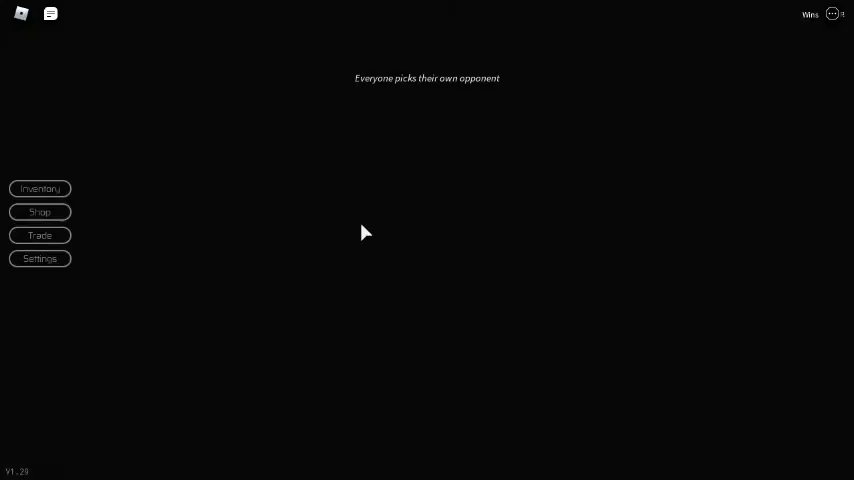 Wins
Everyone picks their own opponent
Inventory
Shop
Trade
Settings
V1.20